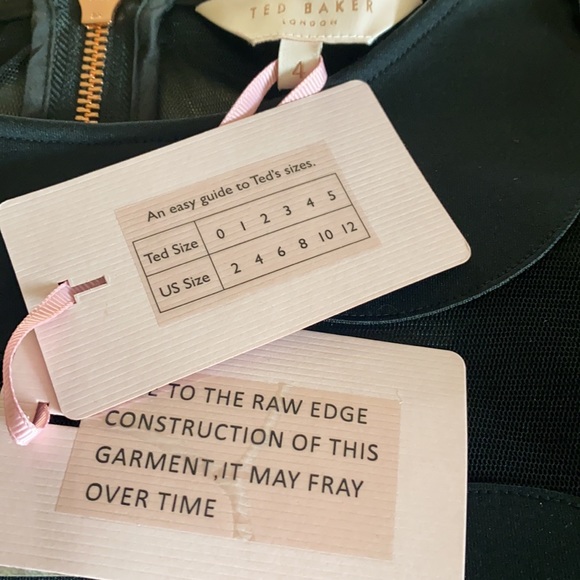 TED BAKER
LONDON
4
An easy guide to Ted's sizes.
Ted Size 0 1 2 3 4 5
US Size 2 4 6 8 10 12
TO THE RAW EDGE
CONSTRUCTION OF THIS
GARMENT,IT MAY FRAY
OVER TIME